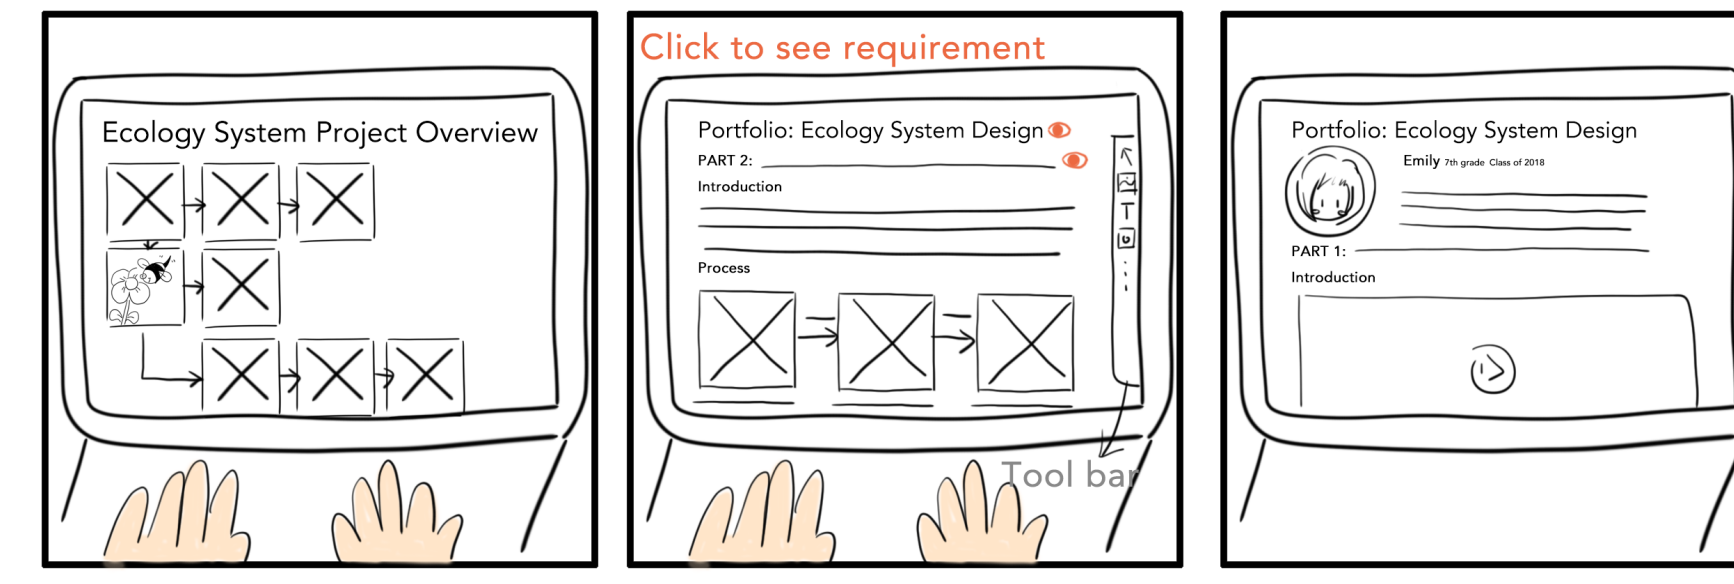 Ecology System Project Overview
Click to see requirement
Portfolio: Ecology System Design
PART 2:
Introduction
Process
T
Tool bar
Portfolio: Ecology System Design
Emily 7th grade Class of 2018
PART 1:
Introduction